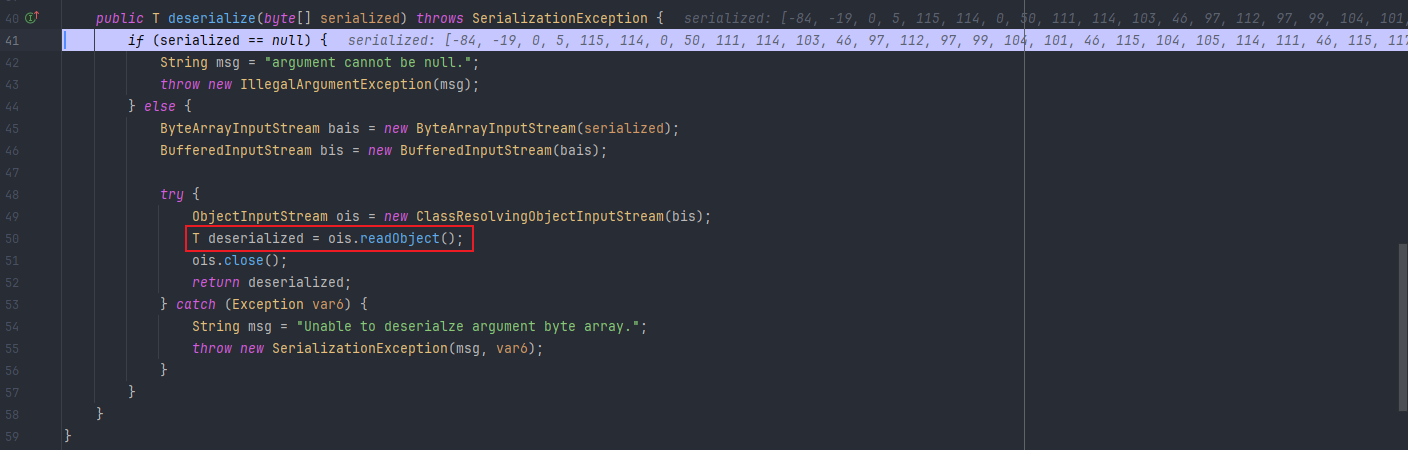 40 public T deserialize(byte[] serialized) throws SerializationException { serialized: [-84, -19, 0, 5, 115, 114, 0, 50, 111, 114, 103, 46, 97, 112, 97, 99, 104, 101,
41 if (serialized == null) { serialized: [-84, -19, 0, 5, 115, 114, 0, 50, 111, 114, 103, 46, 97, 112, 97, 99, 104, 101, 46, 115, 104, 105, 114, 111, 46, 115, 117
42 String msg = "argument cannot be null.";
43 throw new IllegalArgumentException(msg);
44 } else {
45 ByteArrayInputStream bais = new ByteArrayInputStream(serialized);
46 BufferedInputStream bis = new BufferedInputStream(bais);
47
48 try {
49 ObjectInputStream ois = new ClassResolvingObjectInputStream(bis);
50 T deserialized = ois.readObject();
51 ois.close();
52 return deserialized;
53 } catch (Exception var6) {
54 String msg = "Unable to deserialze argument byte array.";
55 throw new SerializationException(msg, var6);
56 }
57 }
58 }
59 }